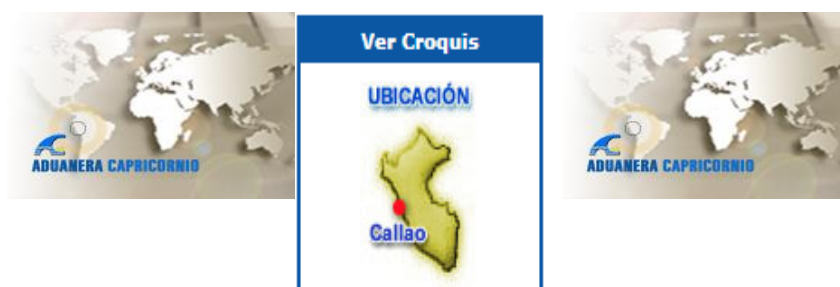 Ver Croquis
UBICACIÓN
Callao
ADUANERA CAPRICORNIO
ADUANERA CAPRICORNIO